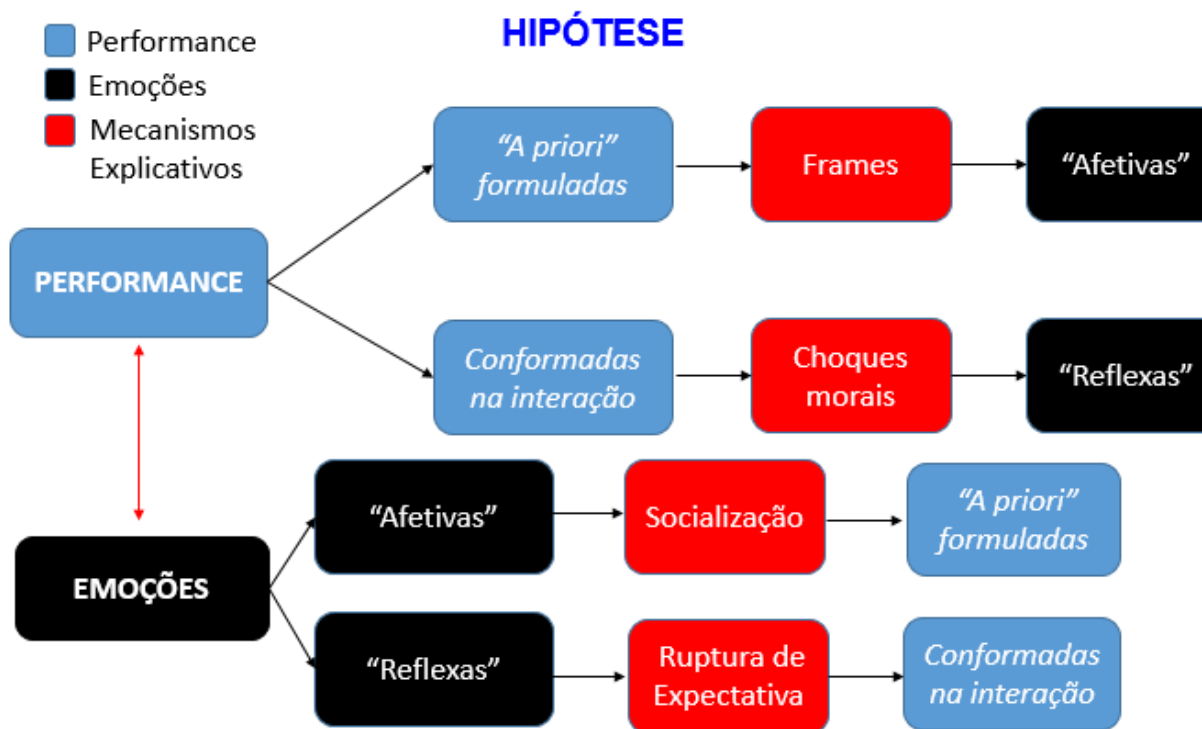 HIPÓTESE
Performance
Emoções
Mecanismos
Explicativos
PERFORMANCE
“A priori”
formuladas
Frames
“Afetivas”
Conformadas
na interação
Choques
morais
“Reflexas”
EMOÇÕES
“Afetivas”
Socialização
“A priori”
formuladas
“Reflexas”
Ruptura de
Expectativa
Conformadas
na interação